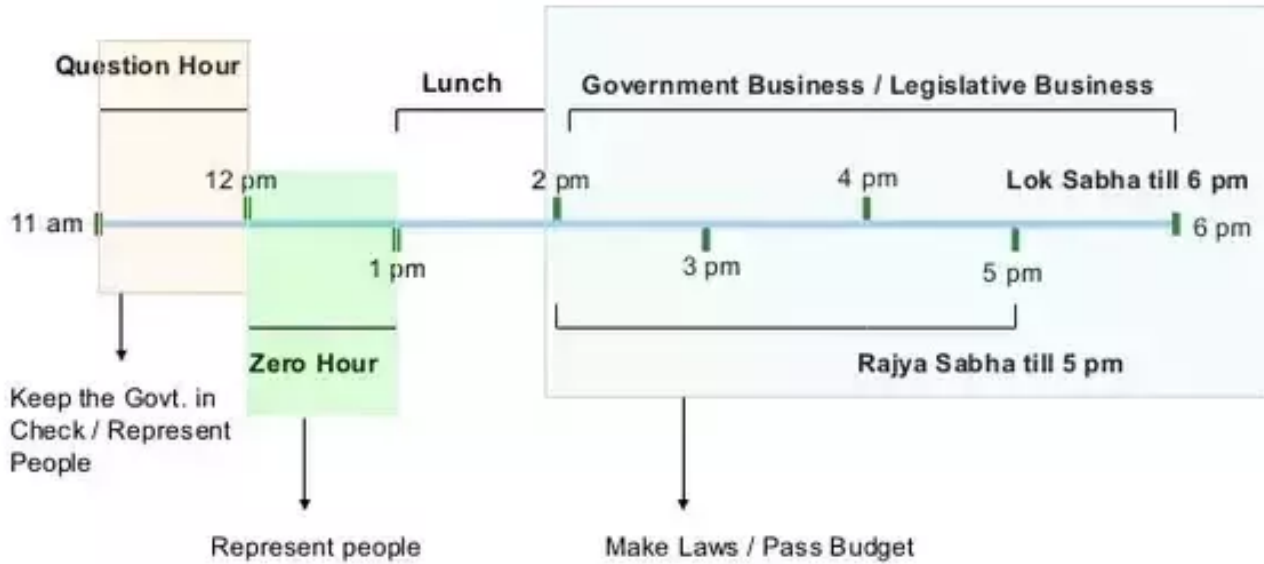 Question Hour
Lunch
Government Business / Legislative Business
12 pm
2 pm
4 pm
Lok Sabha till 6 pm
11 am
6 pm
1 pm
3 pm
5 pm
Zero Hour
Rajya Sabha till 5 pm
Keep the Govt. in
Check / Represent
People
Represent people
Make Laws / Pass Budget